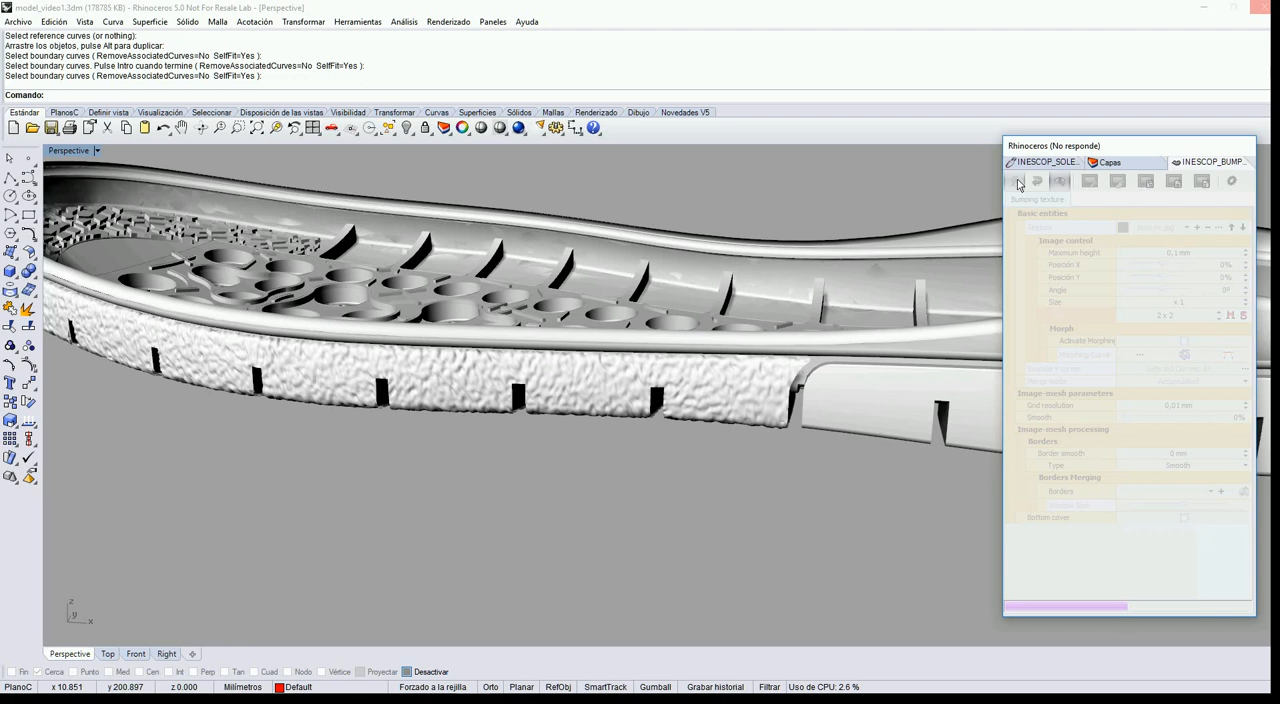 model_video1.3dm (178785 KB) - Rhinoceros 5.0 Not For Resale Lab - [Perspective]
Archivo Edición Vista Curva Superficie Sólido Malla Acotación Transformar Herramientas Análisis Renderizado Paneles Ayuda
Select reference curves (or nothing):
Arrastre los objetos, pulse Alt para duplicar:
Select boundary curves ( RemoveAssociatedCurves=No SelfFit=Yes ):
Select boundary curves. Pulse Intro cuando termine ( RemoveAssociatedCurves=No SelfFit=Yes ):
Select boundary curves ( RemoveAssociatedCurves=No SelfFit=Yes ):
Comando:
Estándar PlanosC Definir vista Visualización Seleccionar Disposición de las vistas Visibilidad Transformar Curvas Superficies Sólidos Mallas Renderizado Dibujo Novedades V5
Perspective
Rhinoceros (No responde)
INESCOP_SOLE... Capas INESCOP_BUMP...
Bumping texture
Basic entities
Texture
Image control
Maximum height 0,1 mm
Posición X 0%
Posición Y 0%
Angle 0º
Size x 1
2 x 2
Morph
Activate Morphing
Morphing Curve ...
Image-mesh parameters
Grid resolution 0,01 mm
Smooth 0%
Image-mesh processing
Borders
Border smooth 0 mm
Type Smooth
Borders Merging
Borders
Bottom cover
z
y
x
Perspective Top Front Right
Fin Cerca Punto Med Cen Int Perp Tan Cuad Nodo Vértice Proyectar Desactivar
PlanoC x 10.851 y 200.897 z 0.000 Milímetros Default Forzado a la rejilla Orto Planar RefObj SmartTrack Gumball Grabar historial Filtrar Uso de CPU: 2.6 %